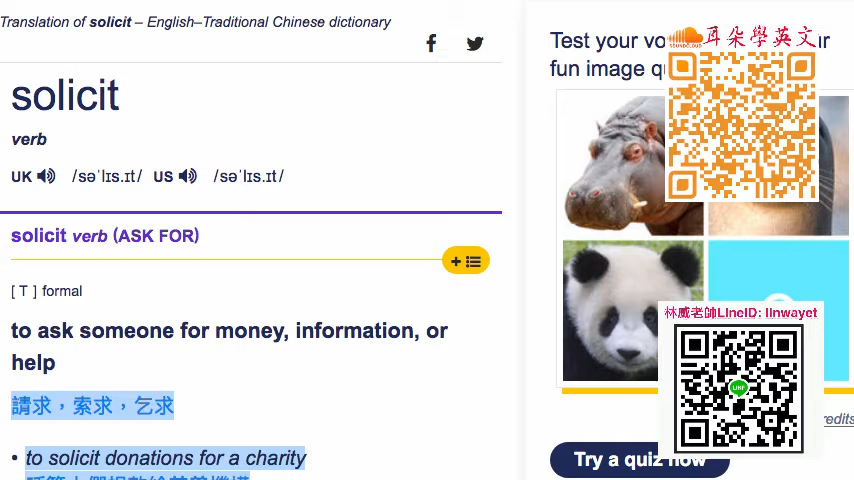 Translation of solicit – English–Traditional Chinese dictionary
solicit
verb
UK /səˈlɪs.ɪt/ US /səˈlɪs.ɪt/
solicit verb (ASK FOR)
[ T ] formal
to ask someone for money, information, or
help
請求，索求，乞求
• to solicit donations for a charity
Test your vo
fun image qu
SOUNDCLOUD
耳朵學英文
林威老師LineID: linwayet
LINE
Try a quiz now